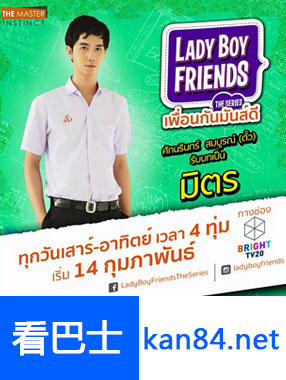 THE MASTER
INSTINCT
LADY BOY
FRIENDS
THE SERIES
เพื่อนกันมันส์ดี
ศักนรินทร์ สมบูรณ์ (ตั๋ว)
รับบทเป็น
มิตร
ทุกวันเสาร์-อาทิตย์ เวลา 4 ทุ่ม
เริ่ม 14 กุมภาพันธ์
ทางช่อง
BRIGHT
TV20
LadyBoyFriendsTheSeries
ladyboyfriends
看巴士 kan84.net